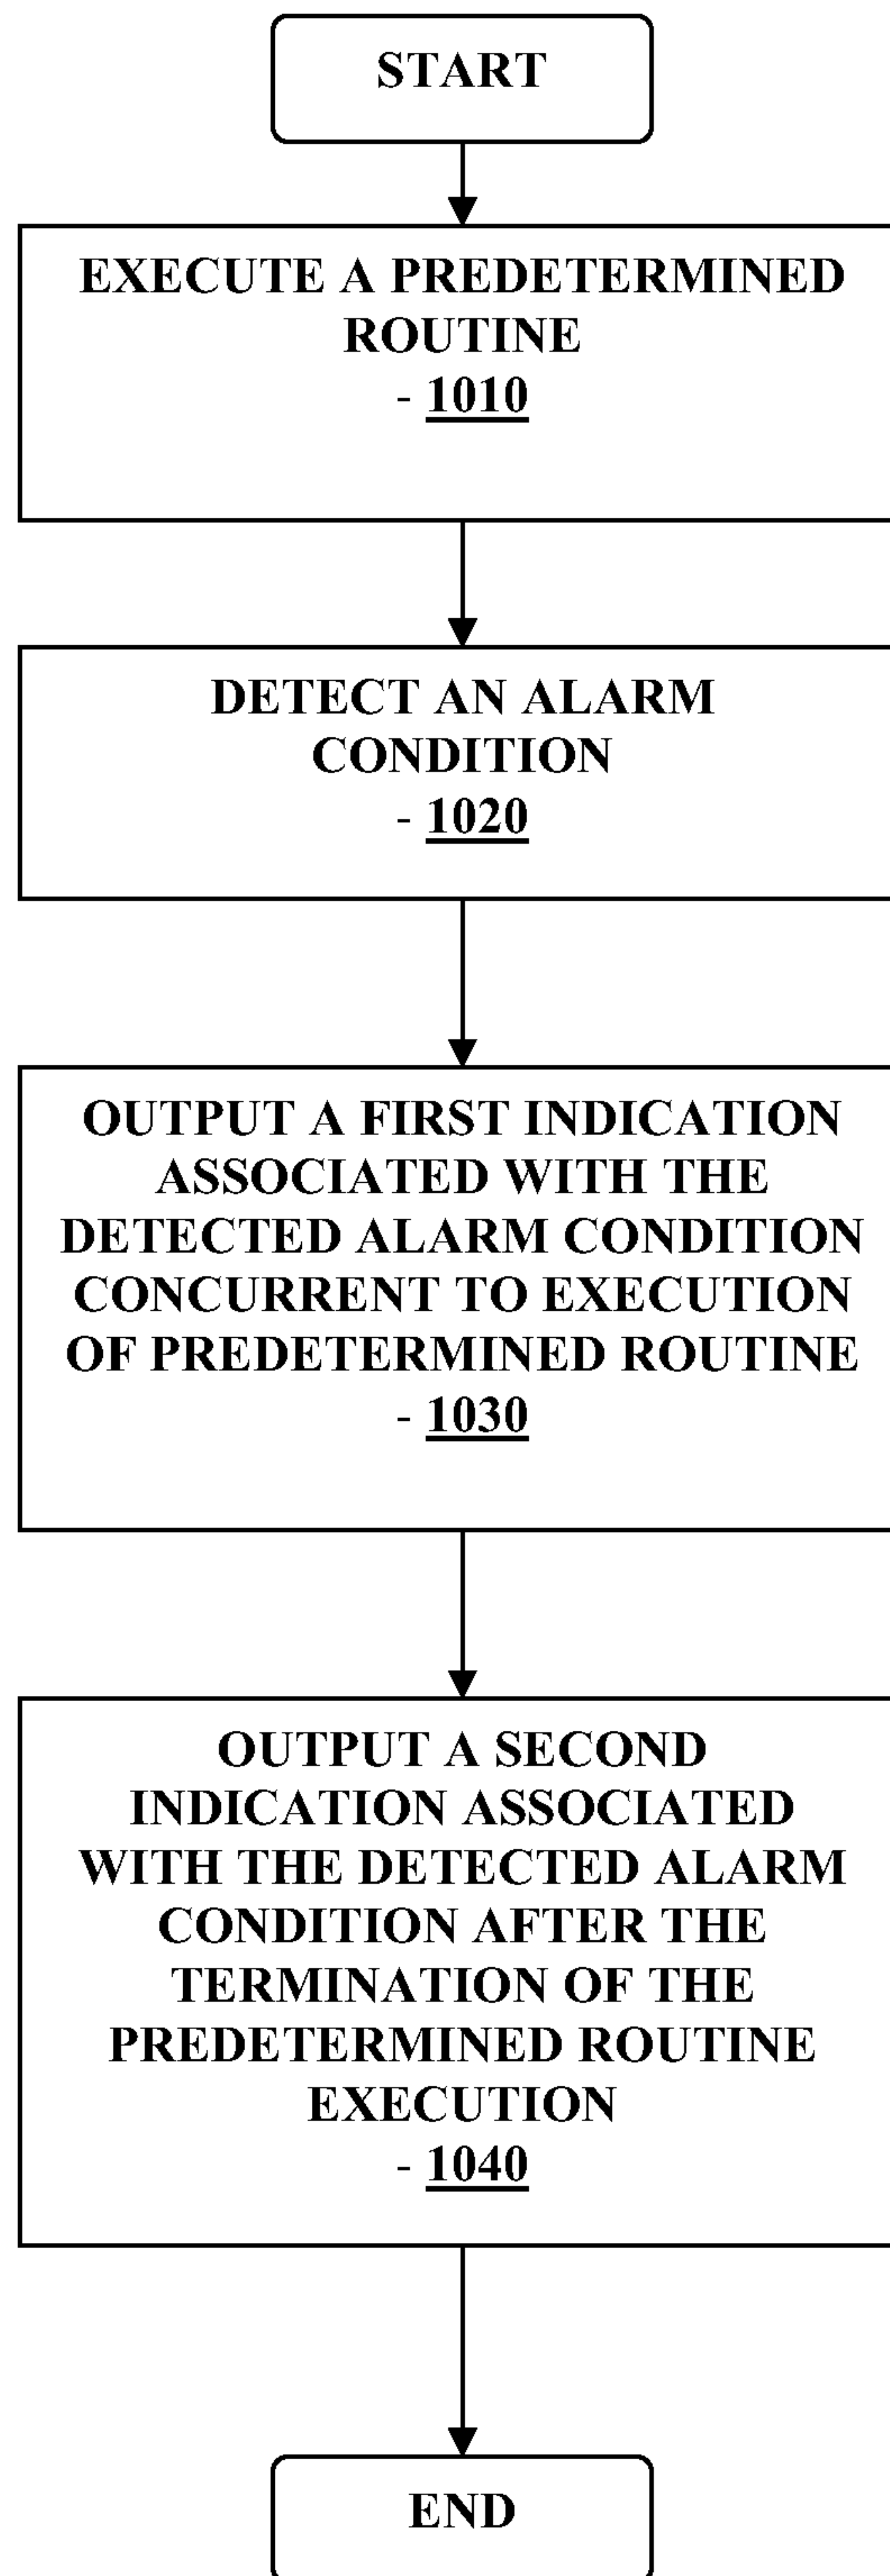 START
EXECUTE A PREDETERMINED
ROUTINE
- 1010
DETECT AN ALARM
CONDITION
- 1020
OUTPUT A FIRST INDICATION
ASSOCIATED WITH THE
DETECTED ALARM CONDITION
CONCURRENT TO EXECUTION
OF PREDETERMINED ROUTINE
- 1030
OUTPUT A SECOND
INDICATION ASSOCIATED
WITH THE DETECTED ALARM
CONDITION AFTER THE
TERMINATION OF THE
PREDETERMINED ROUTINE
EXECUTION
- 1040
END